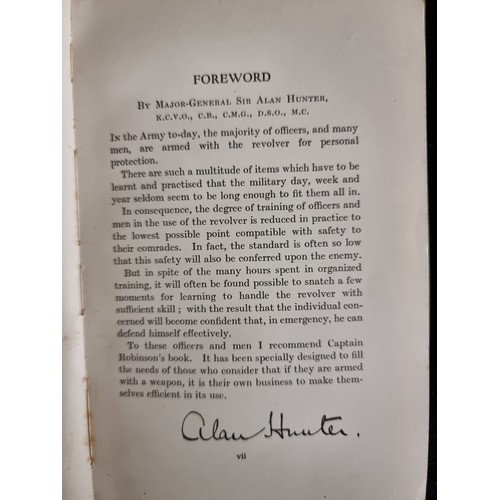 FOREWORD
By Major-General Sir Alan Hunter,
K.C.V.O., C.B., C.M.G., D.S.O., M.C.
In the Army to-day, the majority of officers, and many
men, are armed with the revolver for personal
protection.
There are such a multitude of items which have to be
learnt and practised that the military day, week and
year seldom seem to be long enough to fit them all in.
In consequence, the degree of training of officers and
men in the use of the revolver is reduced in practice to
the lowest possible point compatible with safety to
their comrades. In fact, the standard is often so low
that this safety will also be conferred upon the enemy.
But in spite of the many hours spent in organized
training, it will often be found possible to snatch a few
moments for learning to handle the revolver with
sufficient skill ; with the result that the individual con-
cerned will become confident that, in emergency, he can
defend himself effectively.
To these officers and men I recommend Captain
Robinson's book. It has been specially designed to fill
the needs of those who consider that if they are armed
with a weapon, it is their own business to make them-
selves efficient in its use.
Alan Hunter.
vii